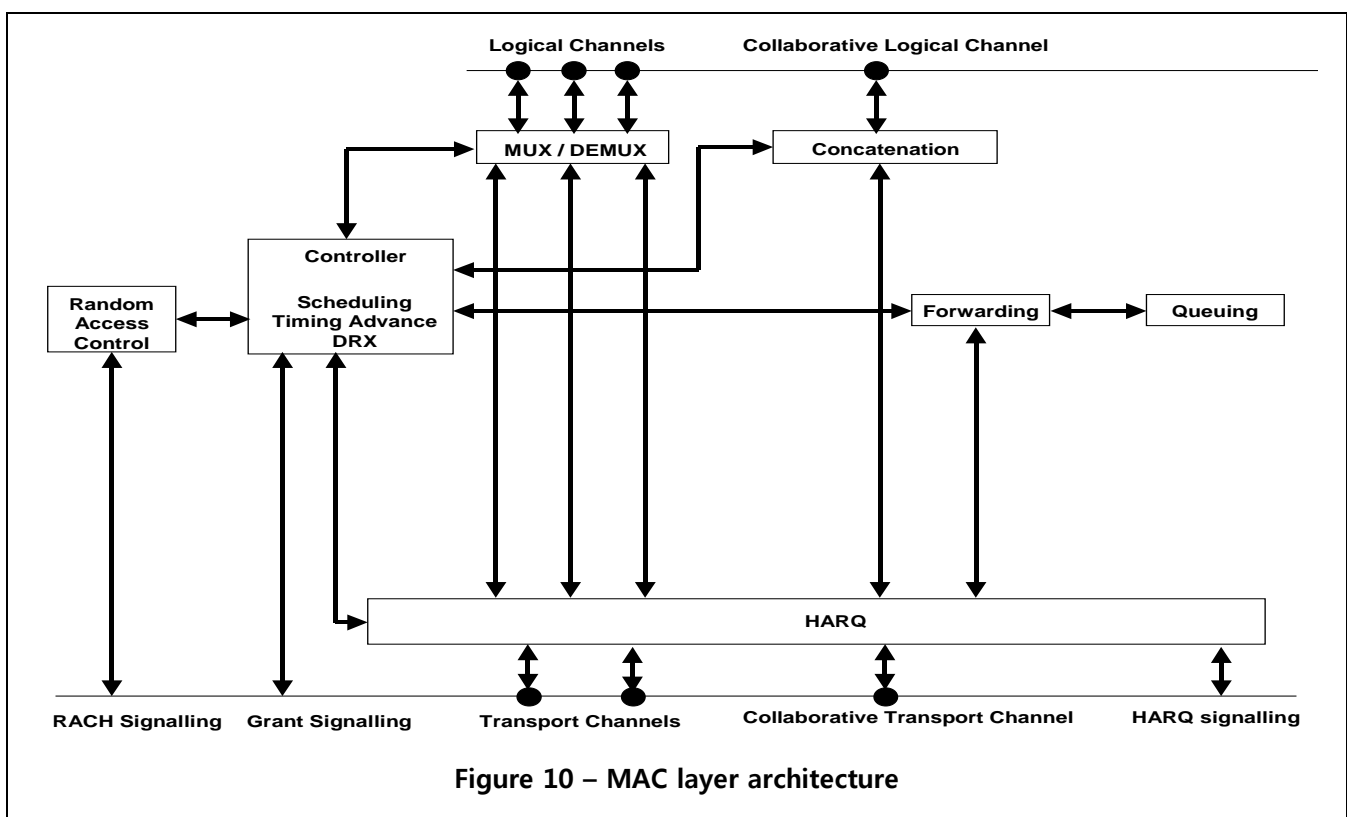 Logical Channels
Collaborative Logical Channel
MUX / DEMUX
Concatenation
Controller
Scheduling
Timing Advance
DRX
Random
Access
Control
Forwarding
Queuing
HARQ
RACH Signalling
Grant Signalling
Transport Channels
Collaborative Transport Channel
HARQ signalling
Figure 10 – MAC layer architecture